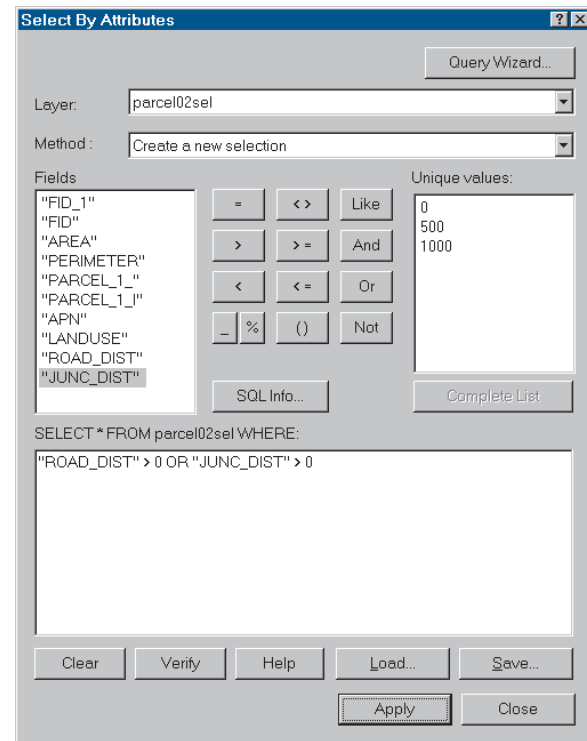 Select By Attributes
? ×
Query Wizard...
Layer: parcel02sel
Method : Create a new selection
Fields
"FID_1"
"FID"
"AREA"
"PERIMETER"
"PARCEL_1_"
"PARCEL_1_I"
"APN"
"LANDUSE"
"ROAD_DIST"
"JUNC_DIST"
= <> Like
> >= And
< <= Or
_ % () Not
SQL Info...
Unique values:
0
500
1000
Complete List
SELECT * FROM parcel02sel WHERE:
"ROAD_DIST" > 0 OR "JUNC_DIST" > 0
Clear Verify Help Load... Save...
Apply Close